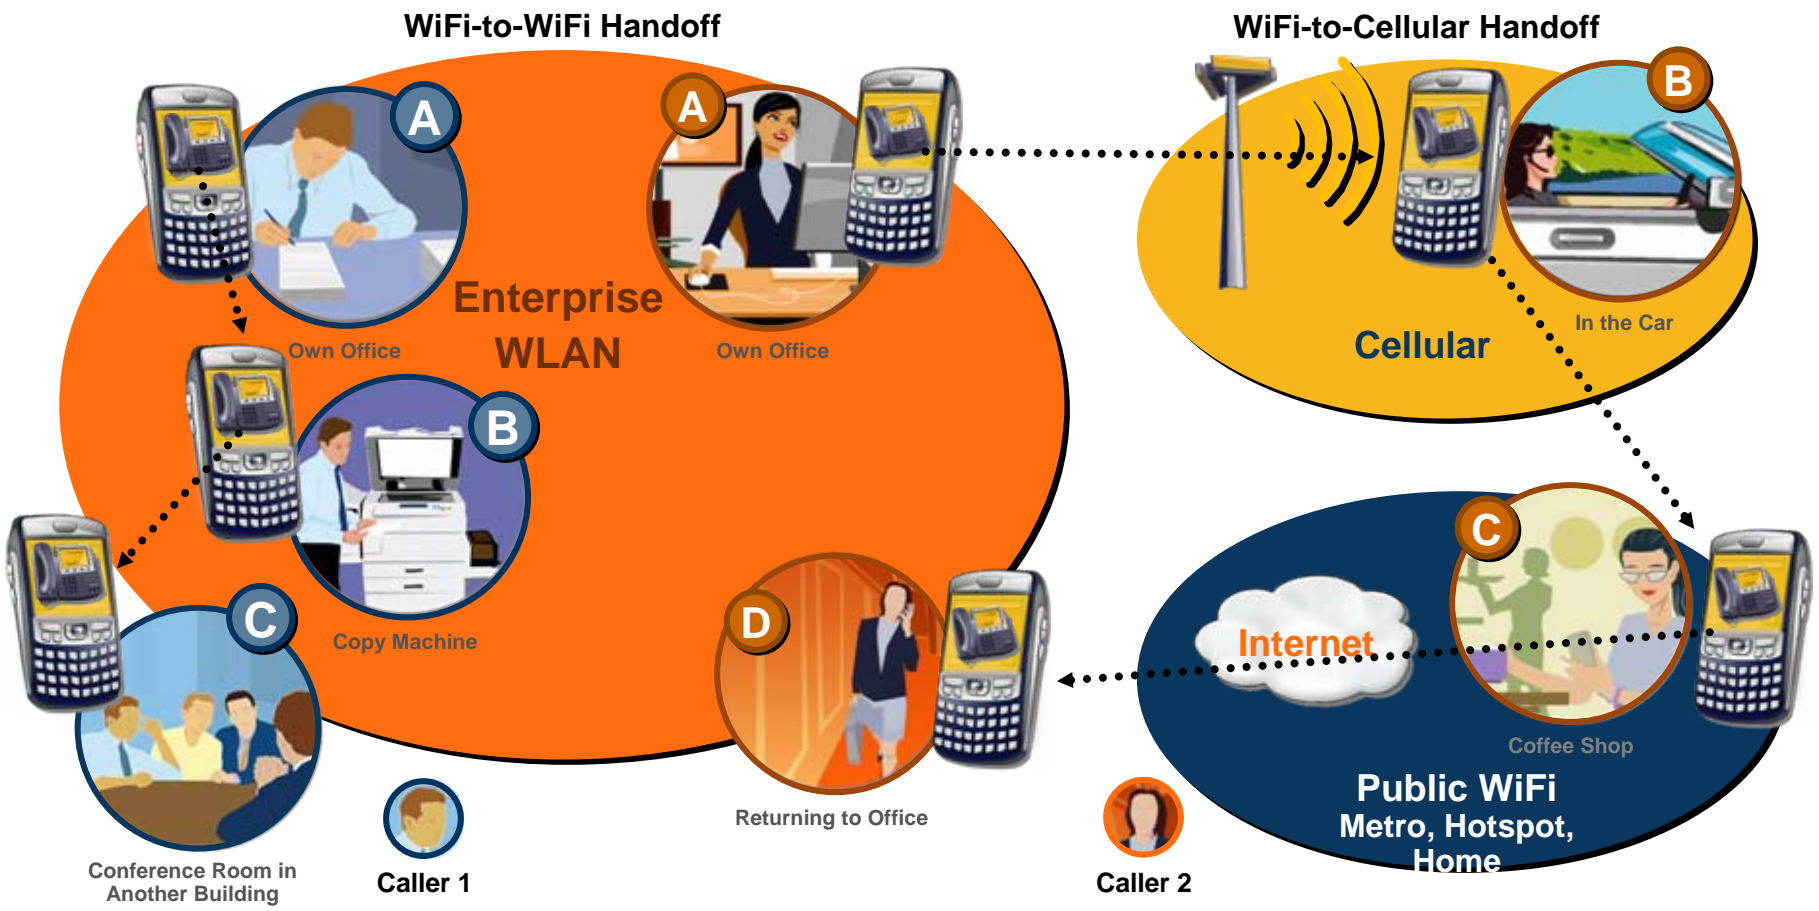 WiFi-to-WiFi Handoff
WiFi-to-Cellular Handoff
A
A
B
Enterprise
WLAN
Own Office
Own Office
In the Car
Cellular
B
Copy Machine
C
Conference Room in
Another Building
D
Returning to Office
C
Internet
Coffee Shop
Public WiFi
Metro, Hotspot,
Home
Caller 1
Caller 2